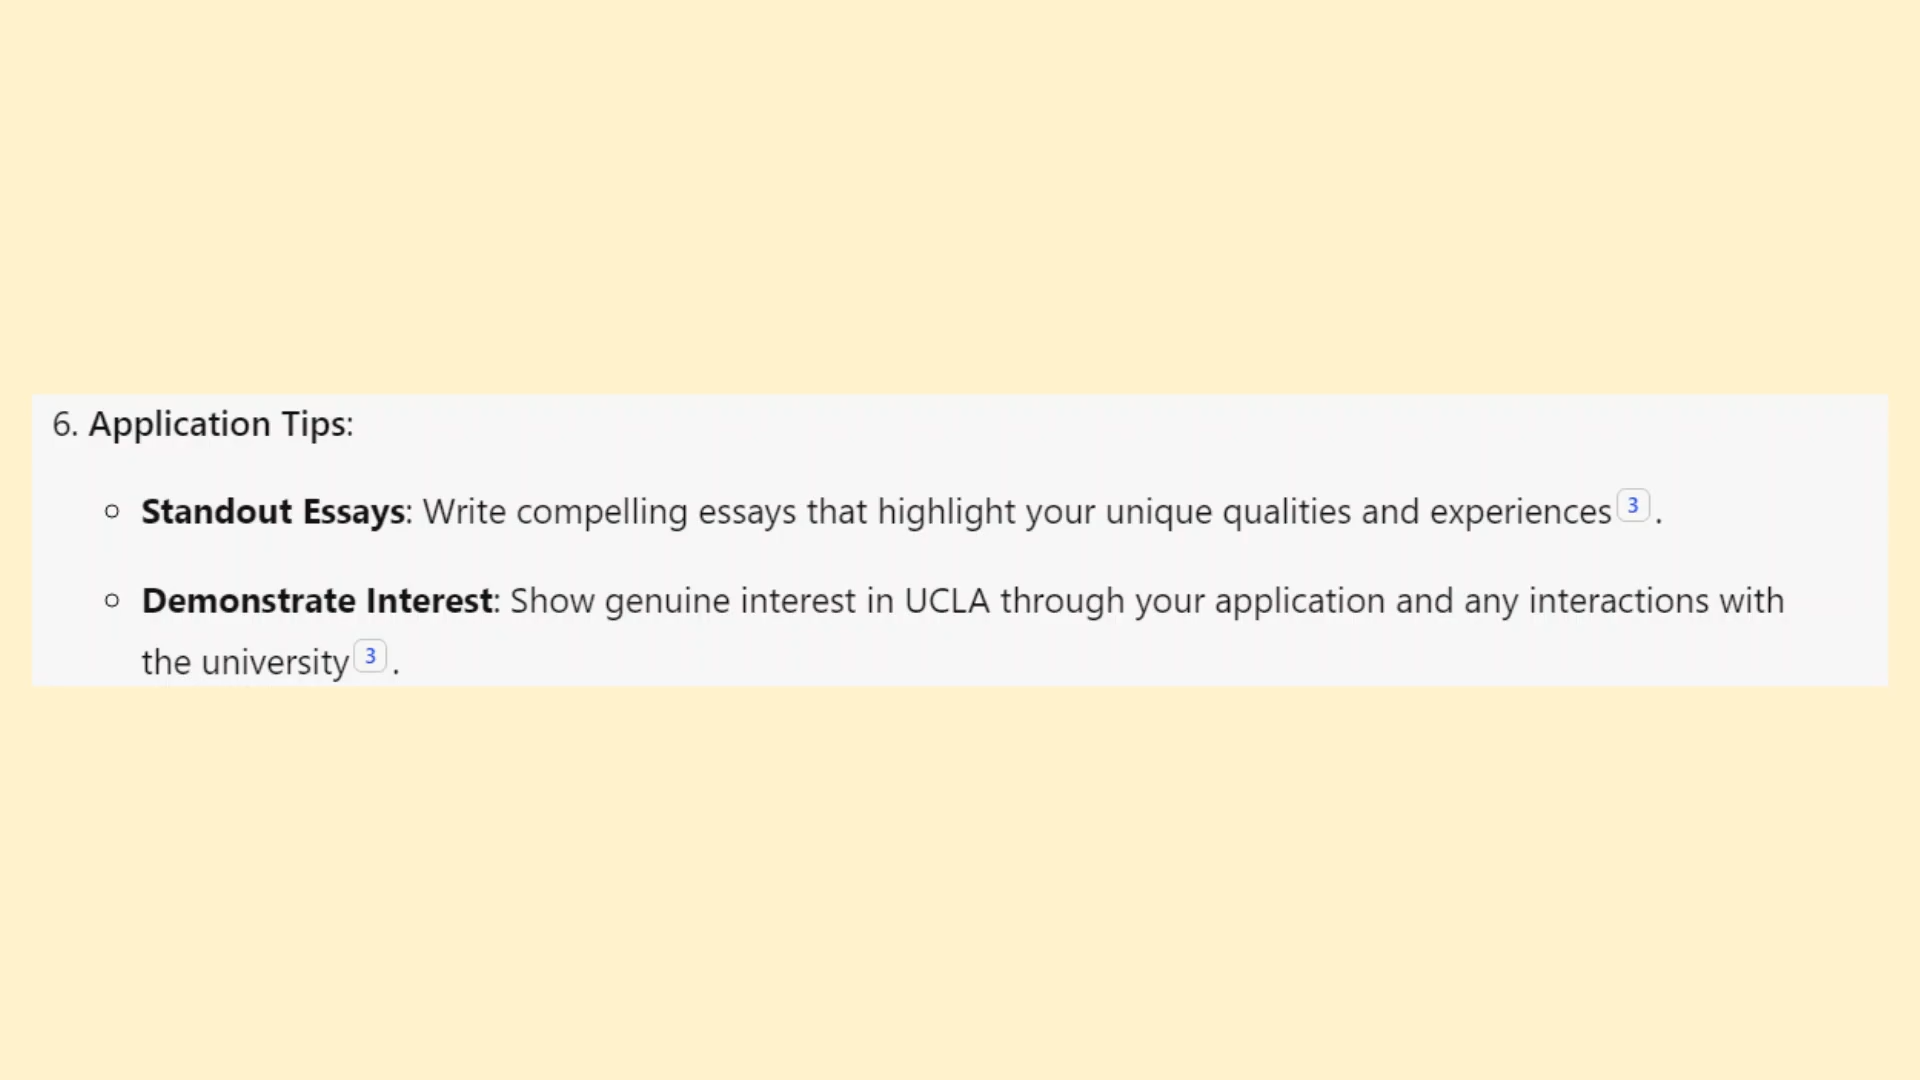 6. Application Tips:
○ Standout Essays: Write compelling essays that highlight your unique qualities and experiences 3 .
○ Demonstrate Interest: Show genuine interest in UCLA through your application and any interactions with
the university 3 .